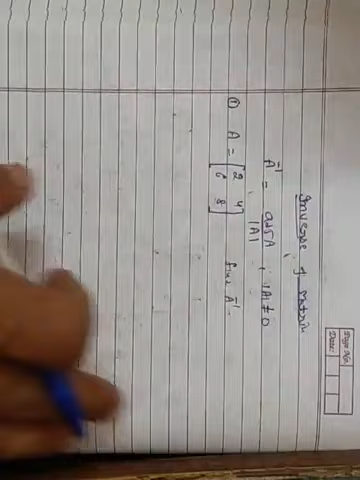 Page No.
Date:
Inverse of matrix
A⁻¹ = adj A / |A| , |A| ≠ 0
① A = [2 4
6 8] find A⁻¹.